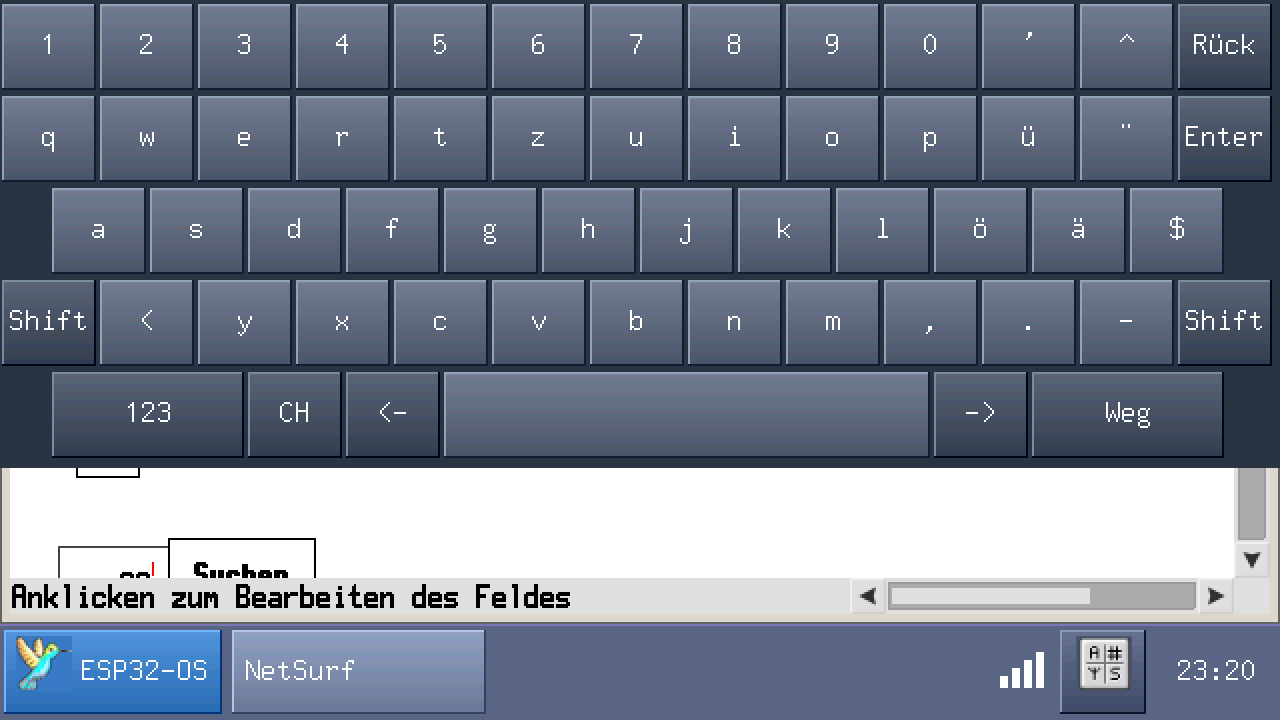 1 2 3 4 5 6 7 8 9 0 ' ^ Rück
q w e r t z u i o p ü ¨ Enter
a s d f g h j k l ö ä $
Shift < y x c v b n m , . - Shift
123 CH <- -> Weg
Suchen
Anklicken zum Bearbeiten des Feldes
ESP32-OS NetSurf A # Y S 23:20